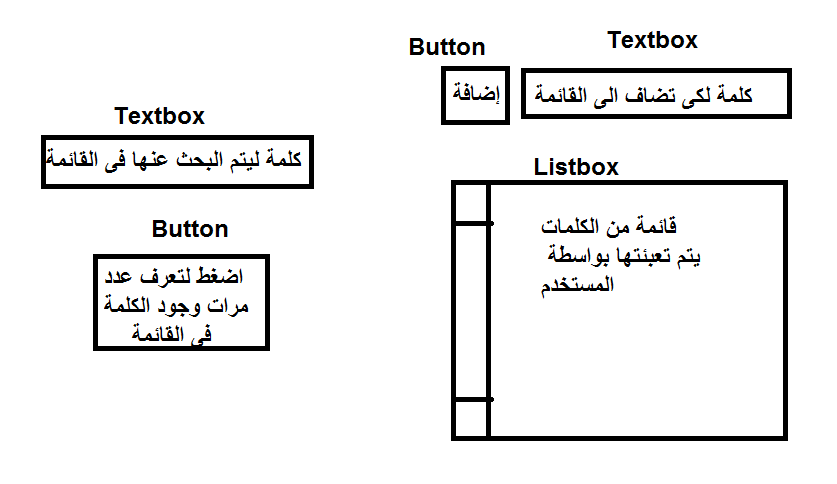 Button
Textbox
إضافة
كلمة لكى تضاف الى القائمة
Textbox
كلمة ليتم البحث عنها فى القائمة
Listbox
قائمة من الكلمات
يتم تعبئتها بواسطة
المستخدم
Button
اضغط لتعرف عدد
مرات وجود الكلمة
فى القائمة